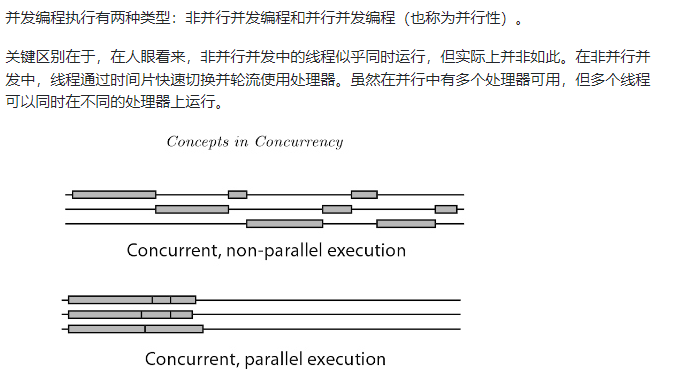 并发编程执行有两种类型：非并行并发编程和并行并发编程（也称为并行性）。
关键区别在于，在人眼看来，非并行并发中的线程似乎同时运行，但实际上并非如此。在非并行并
发中，线程通过时间片快速切换并轮流使用处理器。虽然在并行中有多个处理器可用，但多个线程
可以同时在不同的处理器上运行。
Concepts in Concurrency
Concurrent, non-parallel execution
Concurrent, parallel execution